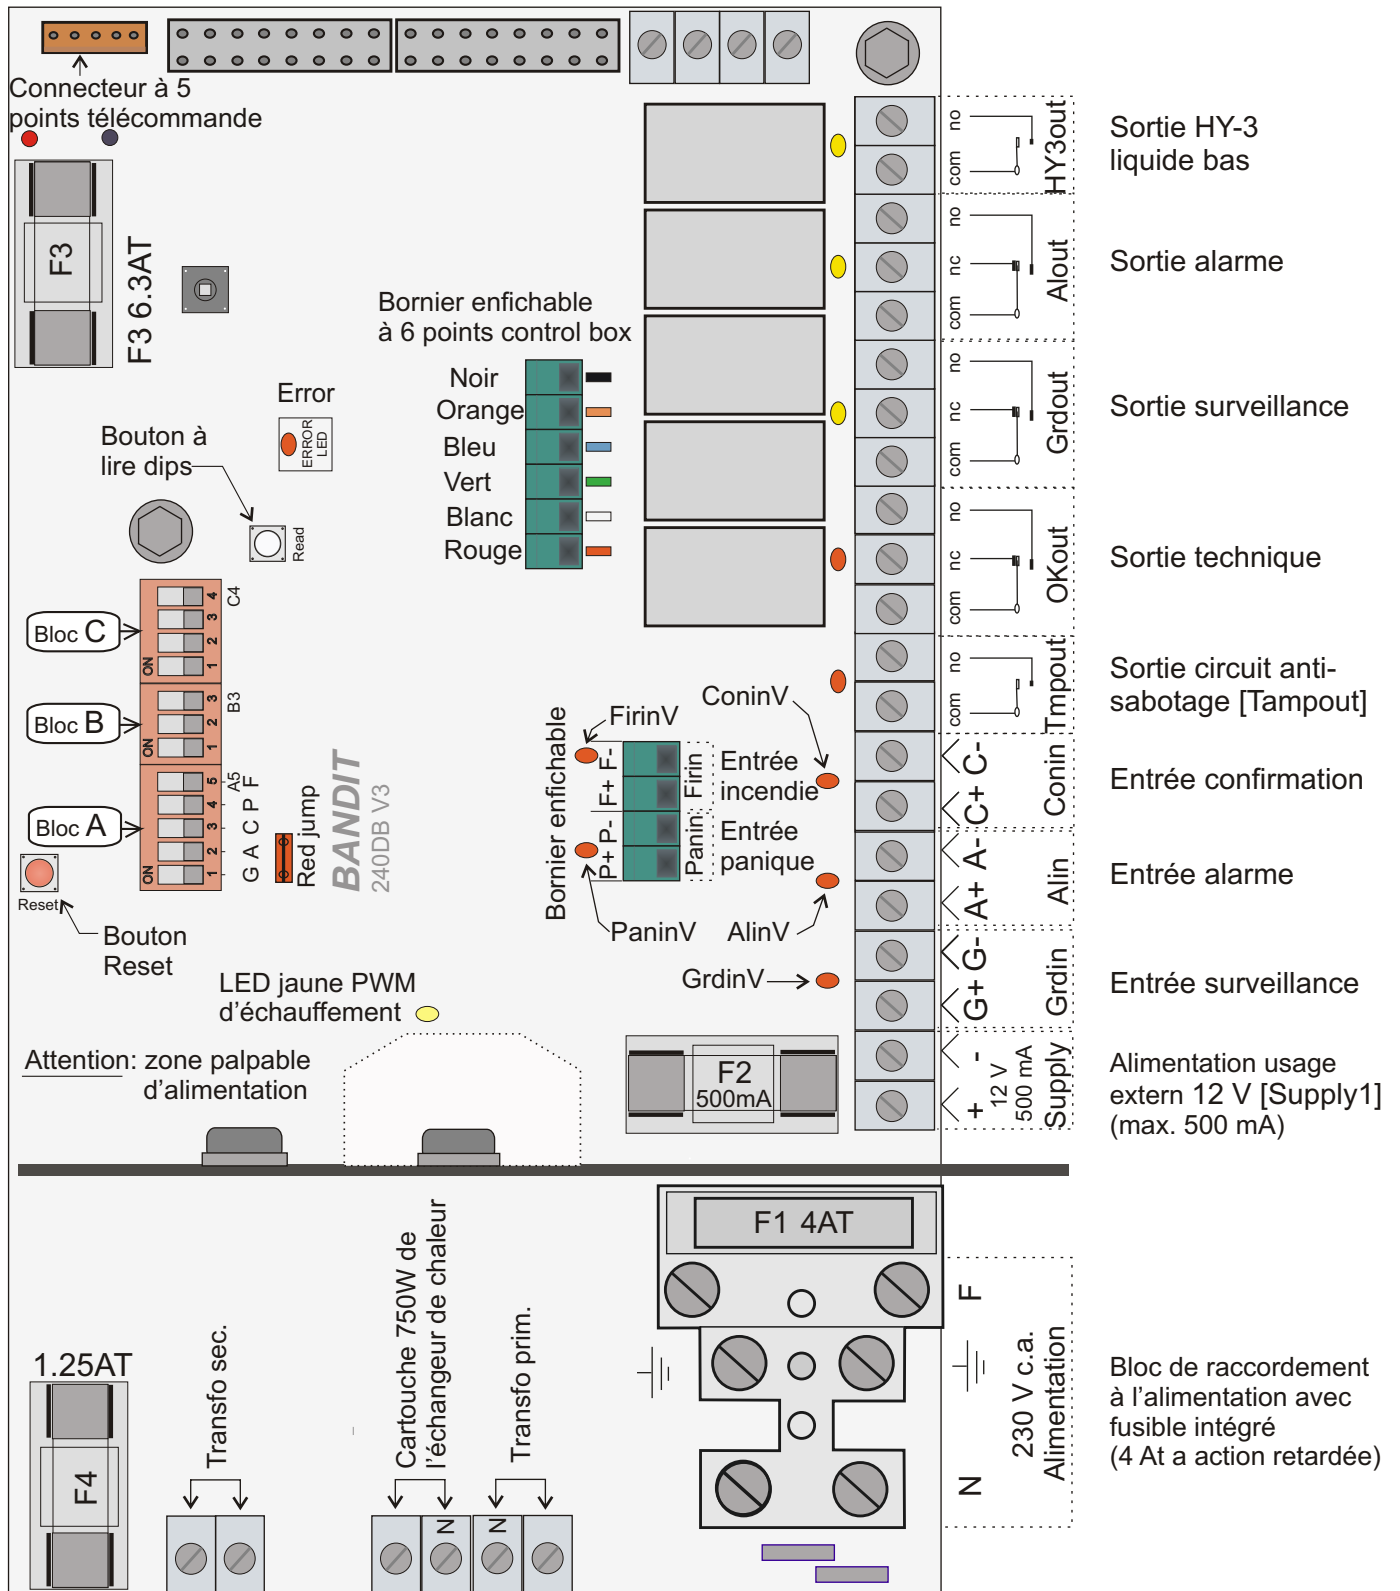 Connecteur à 5
points télécommande
F3
F3 6.3AT
Bornier enfichable
à 6 points control box
Noir
Orange
Bleu
Vert
Blanc
Rouge
Error
ERROR
LED
Bouton à
lire dips
Read
Bloc C
ON
1
2
3
4
C4
Bloc B
ON
1
2
3
B3
Bloc A
ON
1
2
3
4
5
A5
G A C P F
Red jump
BANDIT
240DB V3
Reset
Bouton
Reset
Bornier enfichable
FirinV
F+ F-
Firin
Entrée
incendie
P+ P-
Panin
Entrée
panique
PaninV
ConinV
AlinV
GrdinV
LED jaune PWM
d'échauffement
Attention: zone palpable
d'alimentation
F2
500mA
no
com
HY3out
Sortie HY-3
liquide bas
no
nc
com
Alout
Sortie alarme
no
nc
com
Grdout
Sortie surveillance
no
nc
com
OKout
Sortie technique
no
com
Tmpout
Sortie circuit anti-
sabotage [Tampout]
C+ C-
Conin
Entrée confirmation
A+ A-
Alin
Entrée alarme
G+ G-
Grdin
Entrée surveillance
+ -
12 V
500 mA
Supply
Alimentation usage
extern 12 V [Supply1]
(max. 500 mA)
F1 4AT
F
N
230 V c.a.
Alimentation
Bloc de raccordement
à l'alimentation avec
fusible intégré
(4 At a action retardée)
1.25AT
F4
Transfo sec.
Cartouche 750W de
l'échangeur de chaleur
Transfo prim.
N
N